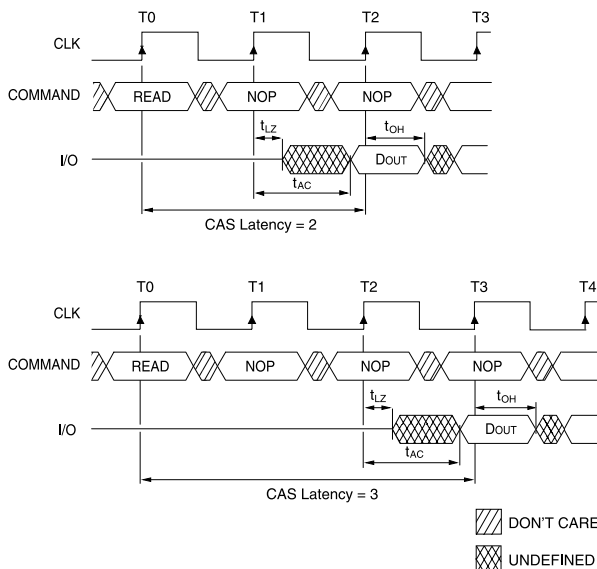 T0 T1 T2 T3
CLK
COMMAND READ NOP NOP
tLZ tOH
I/O DOUT
tAC
CAS Latency = 2
T0 T1 T2 T3 T4
CLK
COMMAND READ NOP NOP NOP
tLZ tOH
I/O DOUT
tAC
CAS Latency = 3
DON'T CARE
UNDEFINED